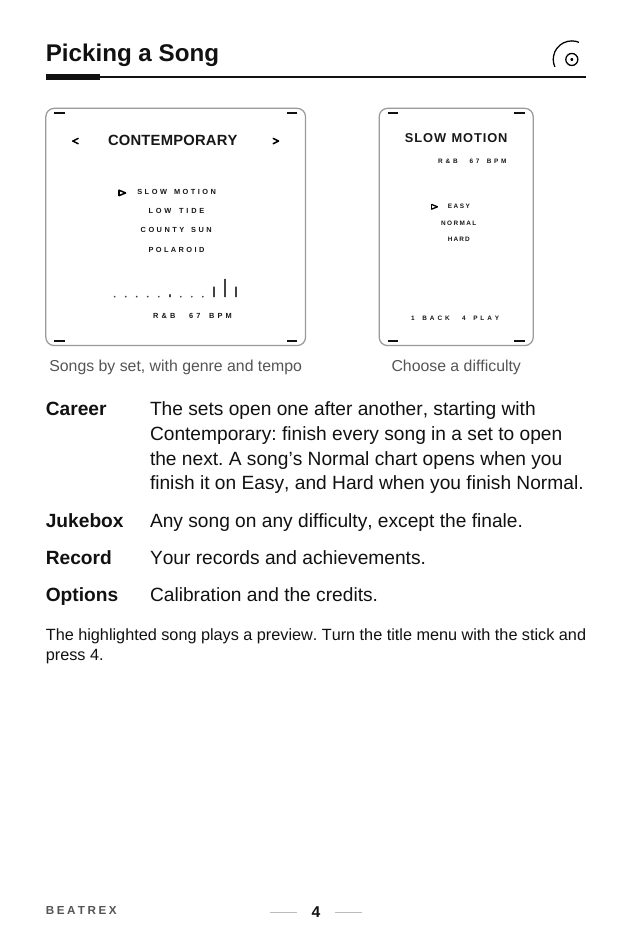 Picking a Song
< CONTEMPORARY >
SLOW MOTION
LOW TIDE
COUNTY SUN
POLAROID
R&B 67 BPM
Songs by set, with genre and tempo
SLOW MOTION
R&B 67 BPM
EASY
NORMAL
HARD
1 BACK 4 PLAY
Choose a difficulty
Career The sets open one after another, starting with
Contemporary: finish every song in a set to open
the next. A song’s Normal chart opens when you
finish it on Easy, and Hard when you finish Normal.
Jukebox Any song on any difficulty, except the finale.
Record Your records and achievements.
Options Calibration and the credits.
The highlighted song plays a preview. Turn the title menu with the stick and
press 4.
BEATREX 4